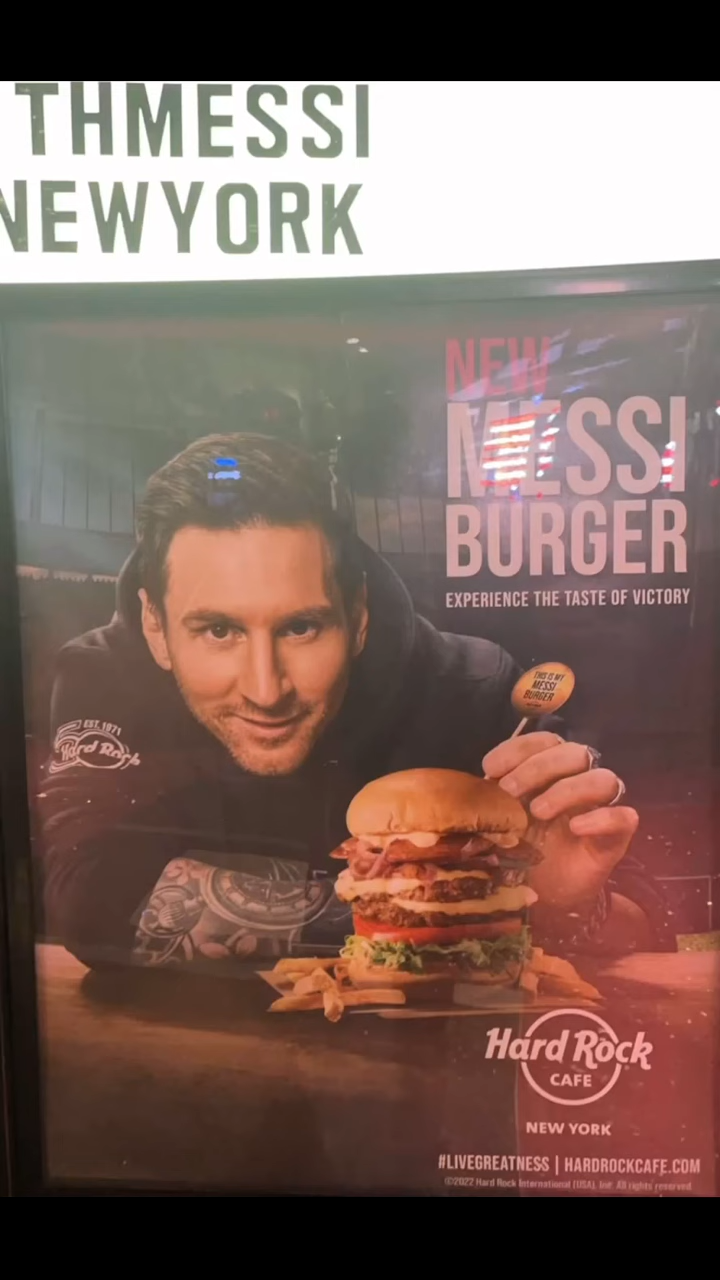 THMESSI
NEWYORK
NEW
MESSI
BURGER
EXPERIENCE THE TASTE OF VICTORY
THIS IS MY
MESSI
BURGER
EST. 1971
Hard Rock
Hard Rock
CAFE
NEW YORK
#LIVEGREATNESS | HARDROCKCAFE.COM
©2022 Hard Rock International (USA), Inc. All rights reserved.